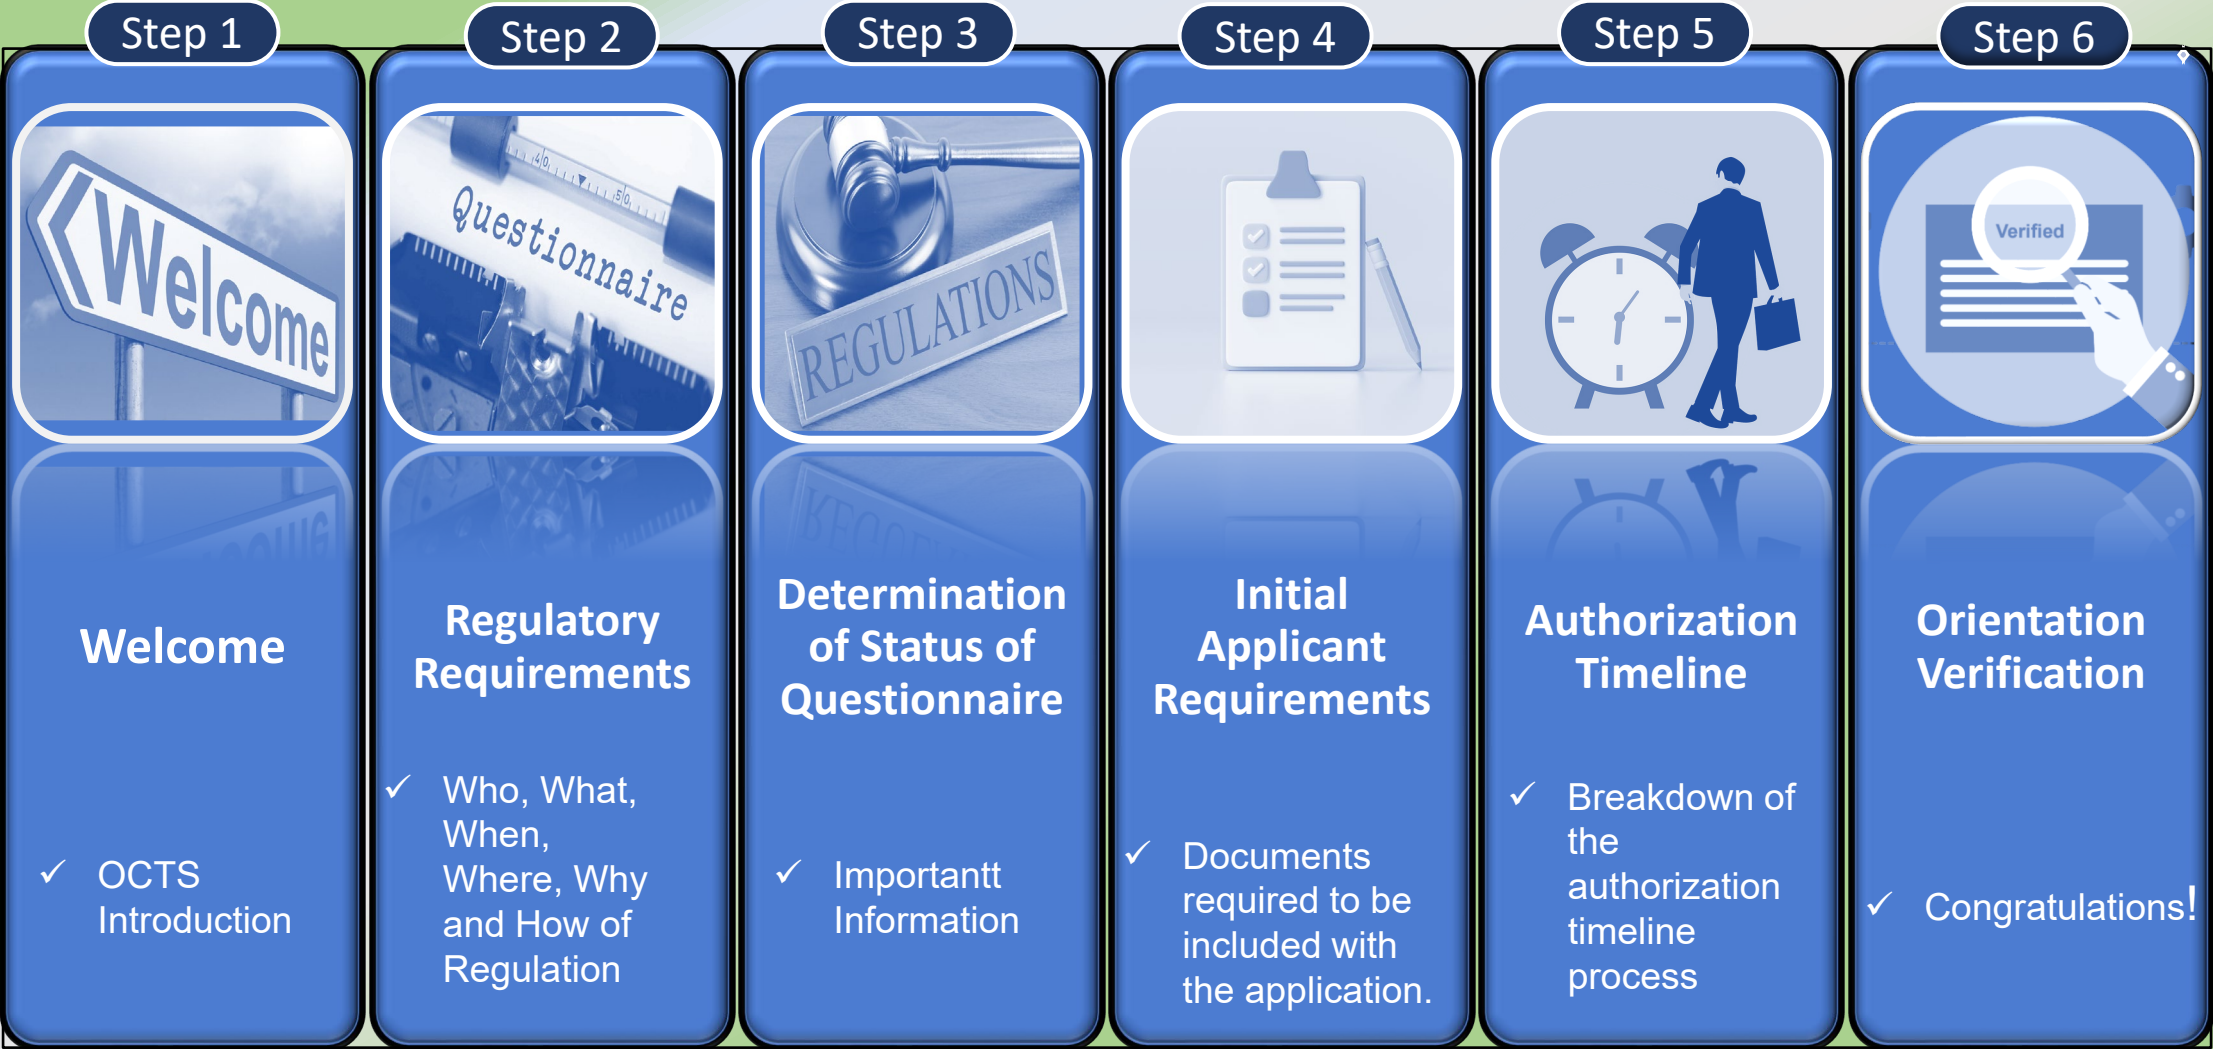 Step 1
Welcome
Welcome
OCTS
Introduction
Step 2
40
50
Questionnaire
Regulatory
Requirements
Who, What,
When,
Where, Why
and How of
Regulation
Step 3
REGULATIONS
Determination
of Status of
Questionnaire
Importantt
Information
Step 4
Initial
Applicant
Requirements
Documents
required to be
included with
the application.
Step 5
Authorization
Timeline
Breakdown of
the
authorization
timeline
process
Step 6
Verified
Orientation
Verification
Congratulations!